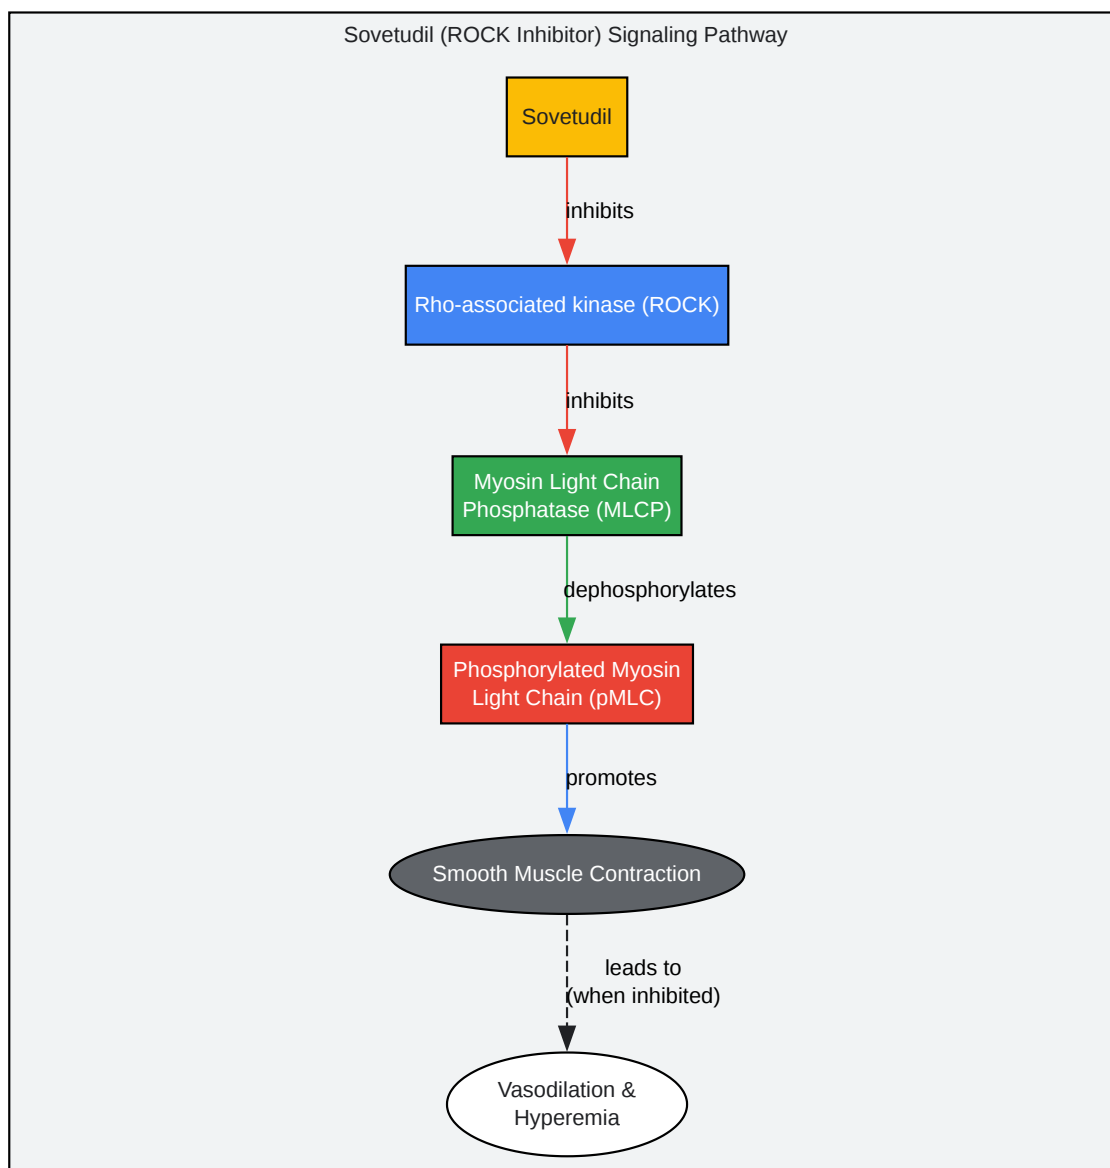 Sovetudil (ROCK Inhibitor) Signaling Pathway
Sovetudil
inhibits
Rho-associated kinase (ROCK)
inhibits
Myosin Light Chain
Phosphatase (MLCP)
dephosphorylates
Phosphorylated Myosin
Light Chain (pMLC)
promotes
Smooth Muscle Contraction
leads to
(when inhibited)
Vasodilation &
Hyperemia